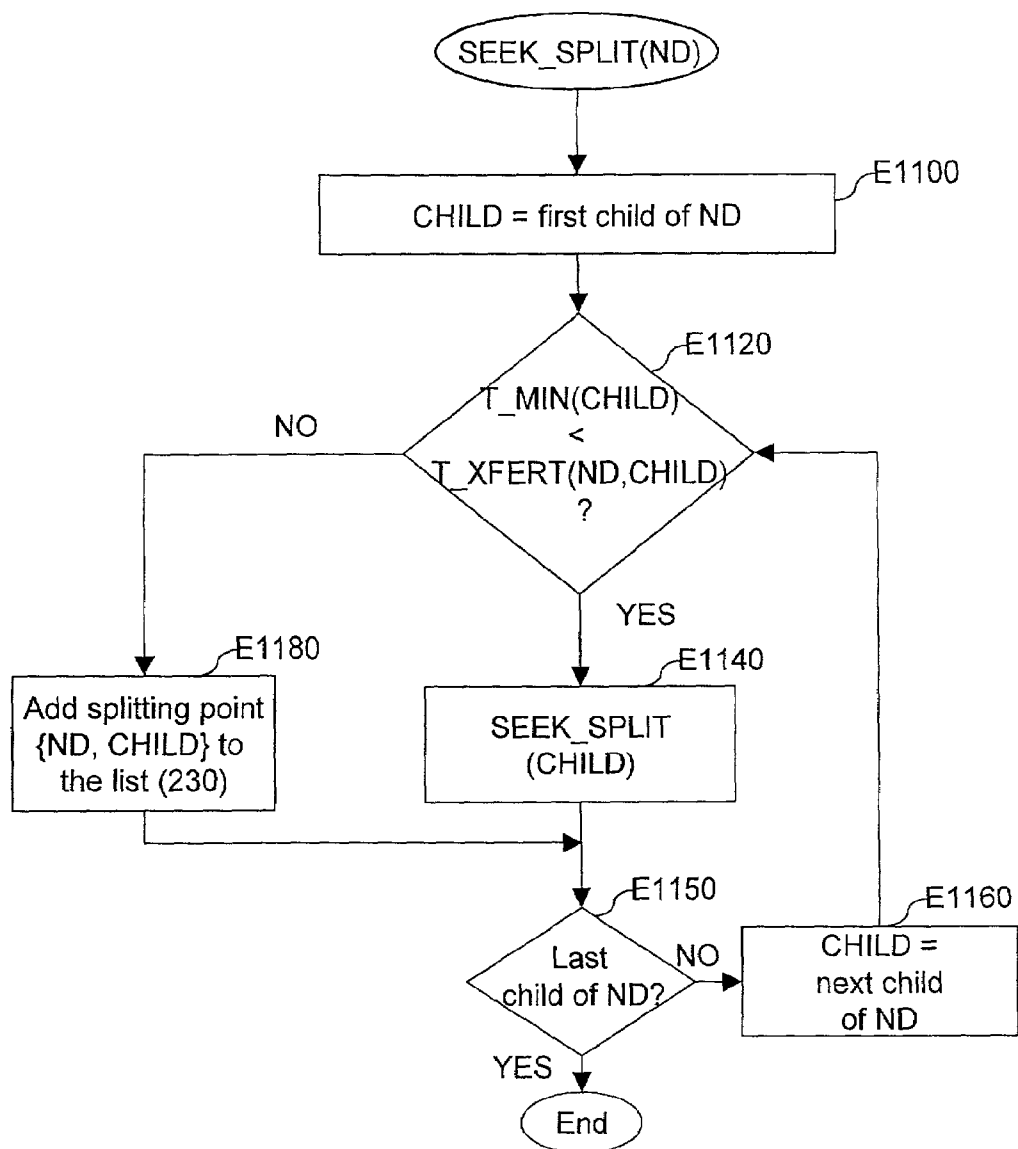 SEEK_SPLIT(ND)
E1100
CHILD = first child of ND
E1120
T_MIN(CHILD)
<
T_XFERT(ND,CHILD)
?
NO
YES
E1180
Add splitting point
{ND, CHILD} to
the list (230)
E1140
SEEK_SPLIT
(CHILD)
E1150
Last
child of ND?
NO
E1160
CHILD =
next child
of ND
YES
End